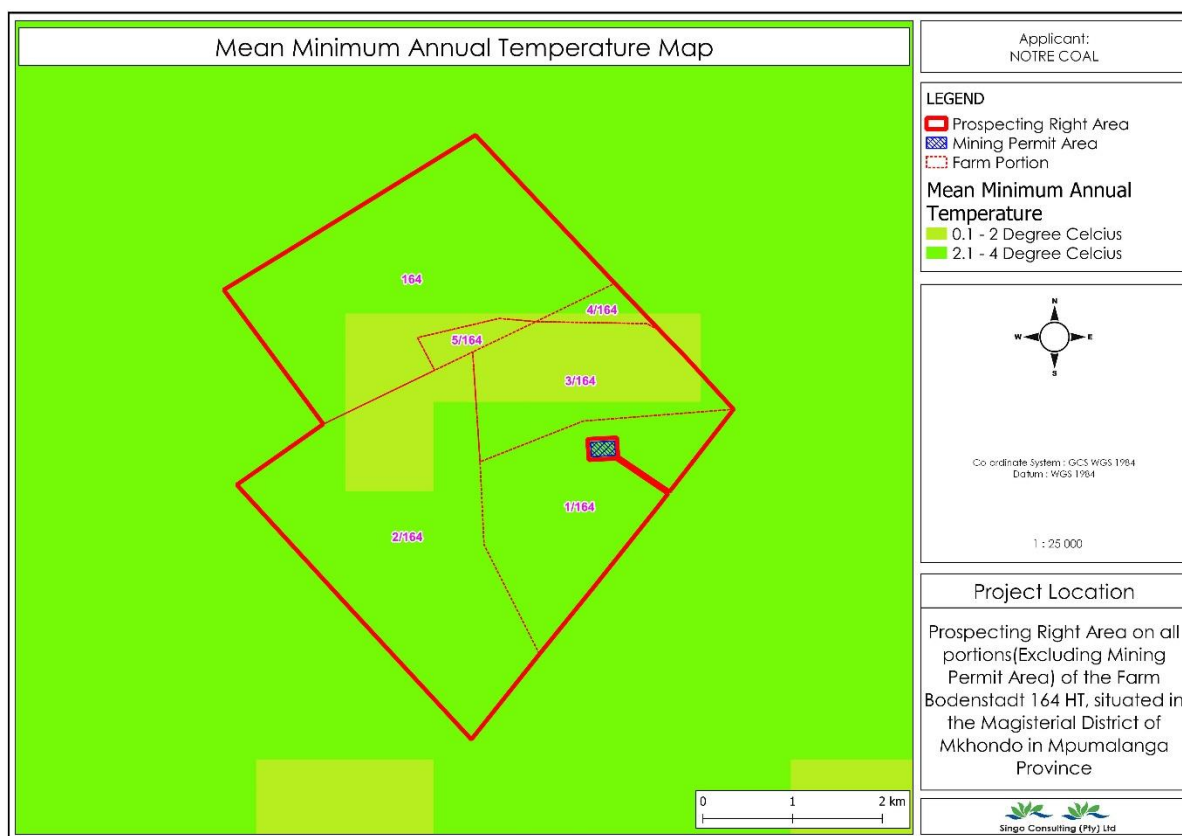 Mean Minimum Annual Temperature Map
164
4/164
5/164
3/164
1/164
2/164
0 1 2 km
Applicant:
NOTRE COAL
LEGEND
Prospecting Right Area
Mining Permit Area
Farm Portion
Mean Minimum Annual
Temperature
0.1 - 2 Degree Celcius
2.1 - 4 Degree Celcius
N
W E
S
Co ordinate System : GCS WGS 1984
Datum : WGS 1984
1 : 25 000
Project Location
Prospecting Right Area on all
portions(Excluding Mining
Permit Area) of the Farm
Bodenstadt 164 HT, situated in
the Magisterial District of
Mkhondo in Mpumalanga
Province
Singo Consulting (Pty) Ltd